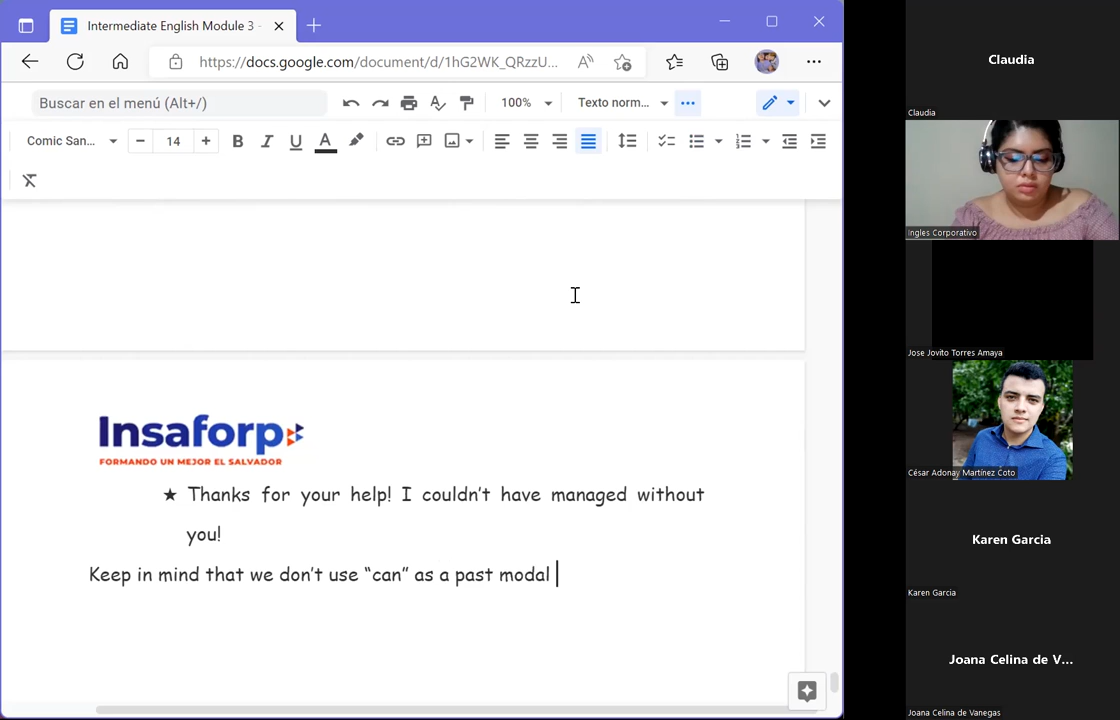 Intermediate English Module 3 -
https://docs.google.com/document/d/1hG2WK_QRzzU...
Buscar en el menú (Alt+/)
100%
Texto norm...
Comic San...
14
B I U A
Insaforp
FORMANDO UN MEJOR EL SALVADOR
★ Thanks for your help! I couldn't have managed without
you!
Keep in mind that we don't use “can” as a past modal
Claudia
Claudia
Ingles Corporativo
Jose Jovito Torres Amaya
César Adonay Martínez Coto
Karen Garcia
Karen Garcia
Joana Celina de V...
Joana Celina de Vanegas